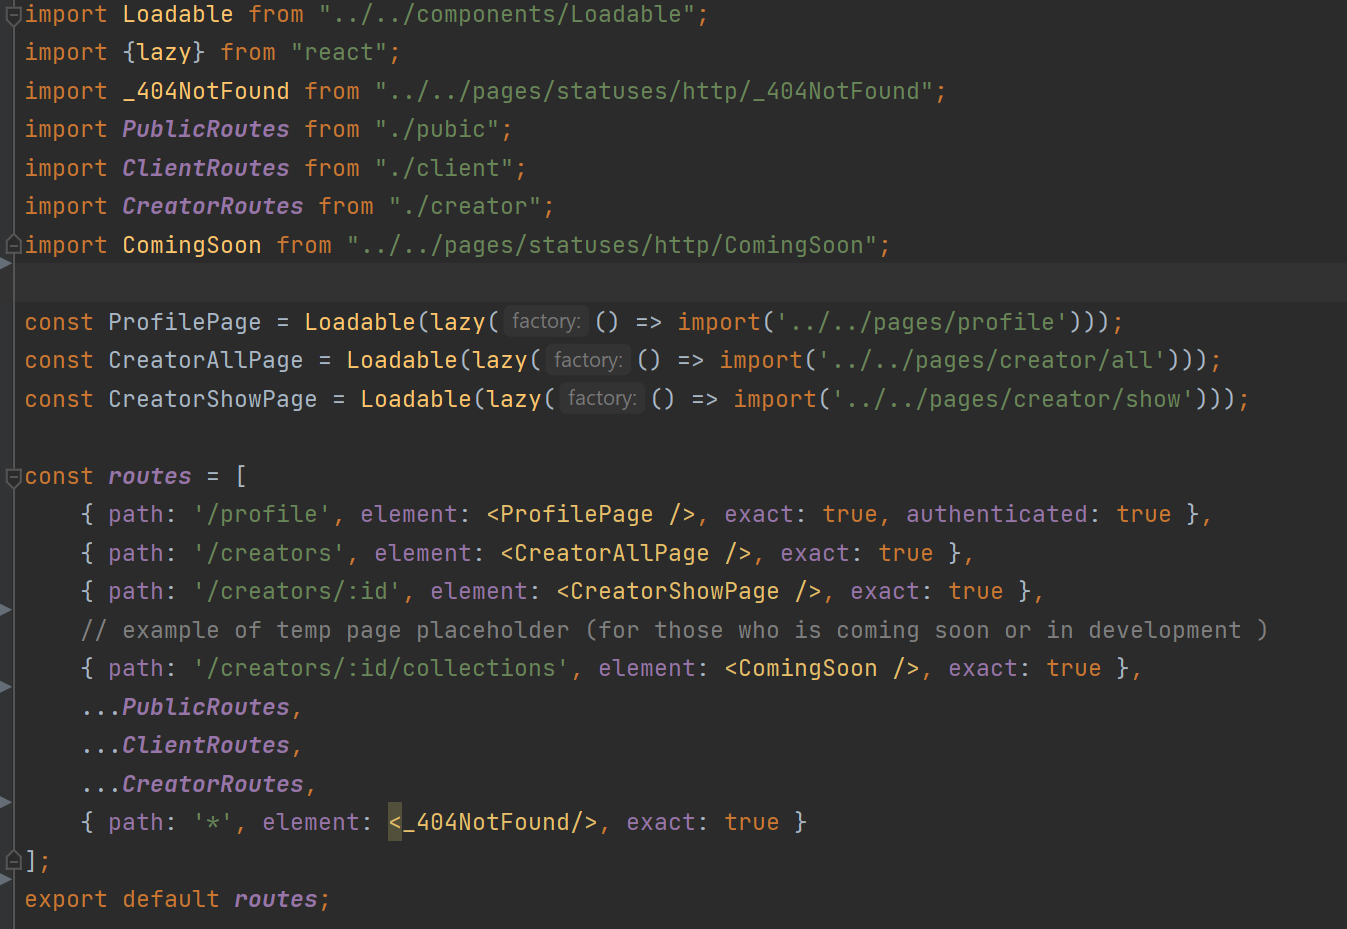 import Loadable from "../../components/Loadable";
import {lazy} from "react";
import _404NotFound from "../../pages/statuses/http/_404NotFound";
import PublicRoutes from "./pubic";
import ClientRoutes from "./client";
import CreatorRoutes from "./creator";
import ComingSoon from "../../pages/statuses/http/ComingSoon";
const ProfilePage = Loadable(lazy( factory: () => import('../../pages/profile')));
const CreatorAllPage = Loadable(lazy( factory: () => import('../../pages/creator/all')));
const CreatorShowPage = Loadable(lazy( factory: () => import('../../pages/creator/show')));
const routes = [
    { path: '/profile', element: <ProfilePage />, exact: true, authenticated: true },
    { path: '/creators', element: <CreatorAllPage />, exact: true },
    { path: '/creators/:id', element: <CreatorShowPage />, exact: true },
    // example of temp page placeholder (for those who is coming soon or in development )
    { path: '/creators/:id/collections', element: <ComingSoon />, exact: true },
    ...PublicRoutes,
    ...ClientRoutes,
    ...CreatorRoutes,
    { path: '*', element: <_404NotFound/>, exact: true }
];
export default routes;